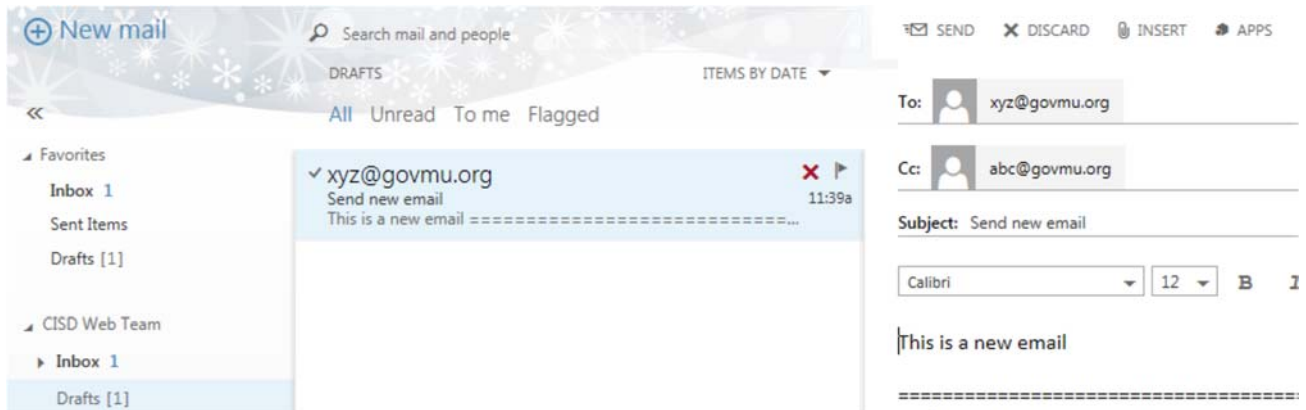 New mail
«
Favorites
Inbox 1
Sent Items
Drafts [1]
CISD Web Team
Inbox 1
Drafts [1]
Search mail and people
DRAFTS ITEMS BY DATE
All Unread To me Flagged
xyz@govmu.org
Send new email 11:39a
This is a new email ==============================...
SEND DISCARD INSERT APPS
To: xyz@govmu.org
Cc: abc@govmu.org
Subject: Send new email
Calibri 12 B I
This is a new email
=====================================